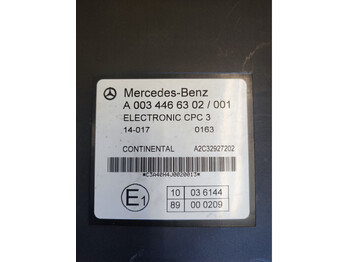 Mercedes-Benz
A 003 446 63 02 / 001
ELECTRONIC CPC 3
14-017 0163
CONTINENTAL A2C32927202
*C3A40H4J0020013*
E1
10 03 6144
89 00 0209